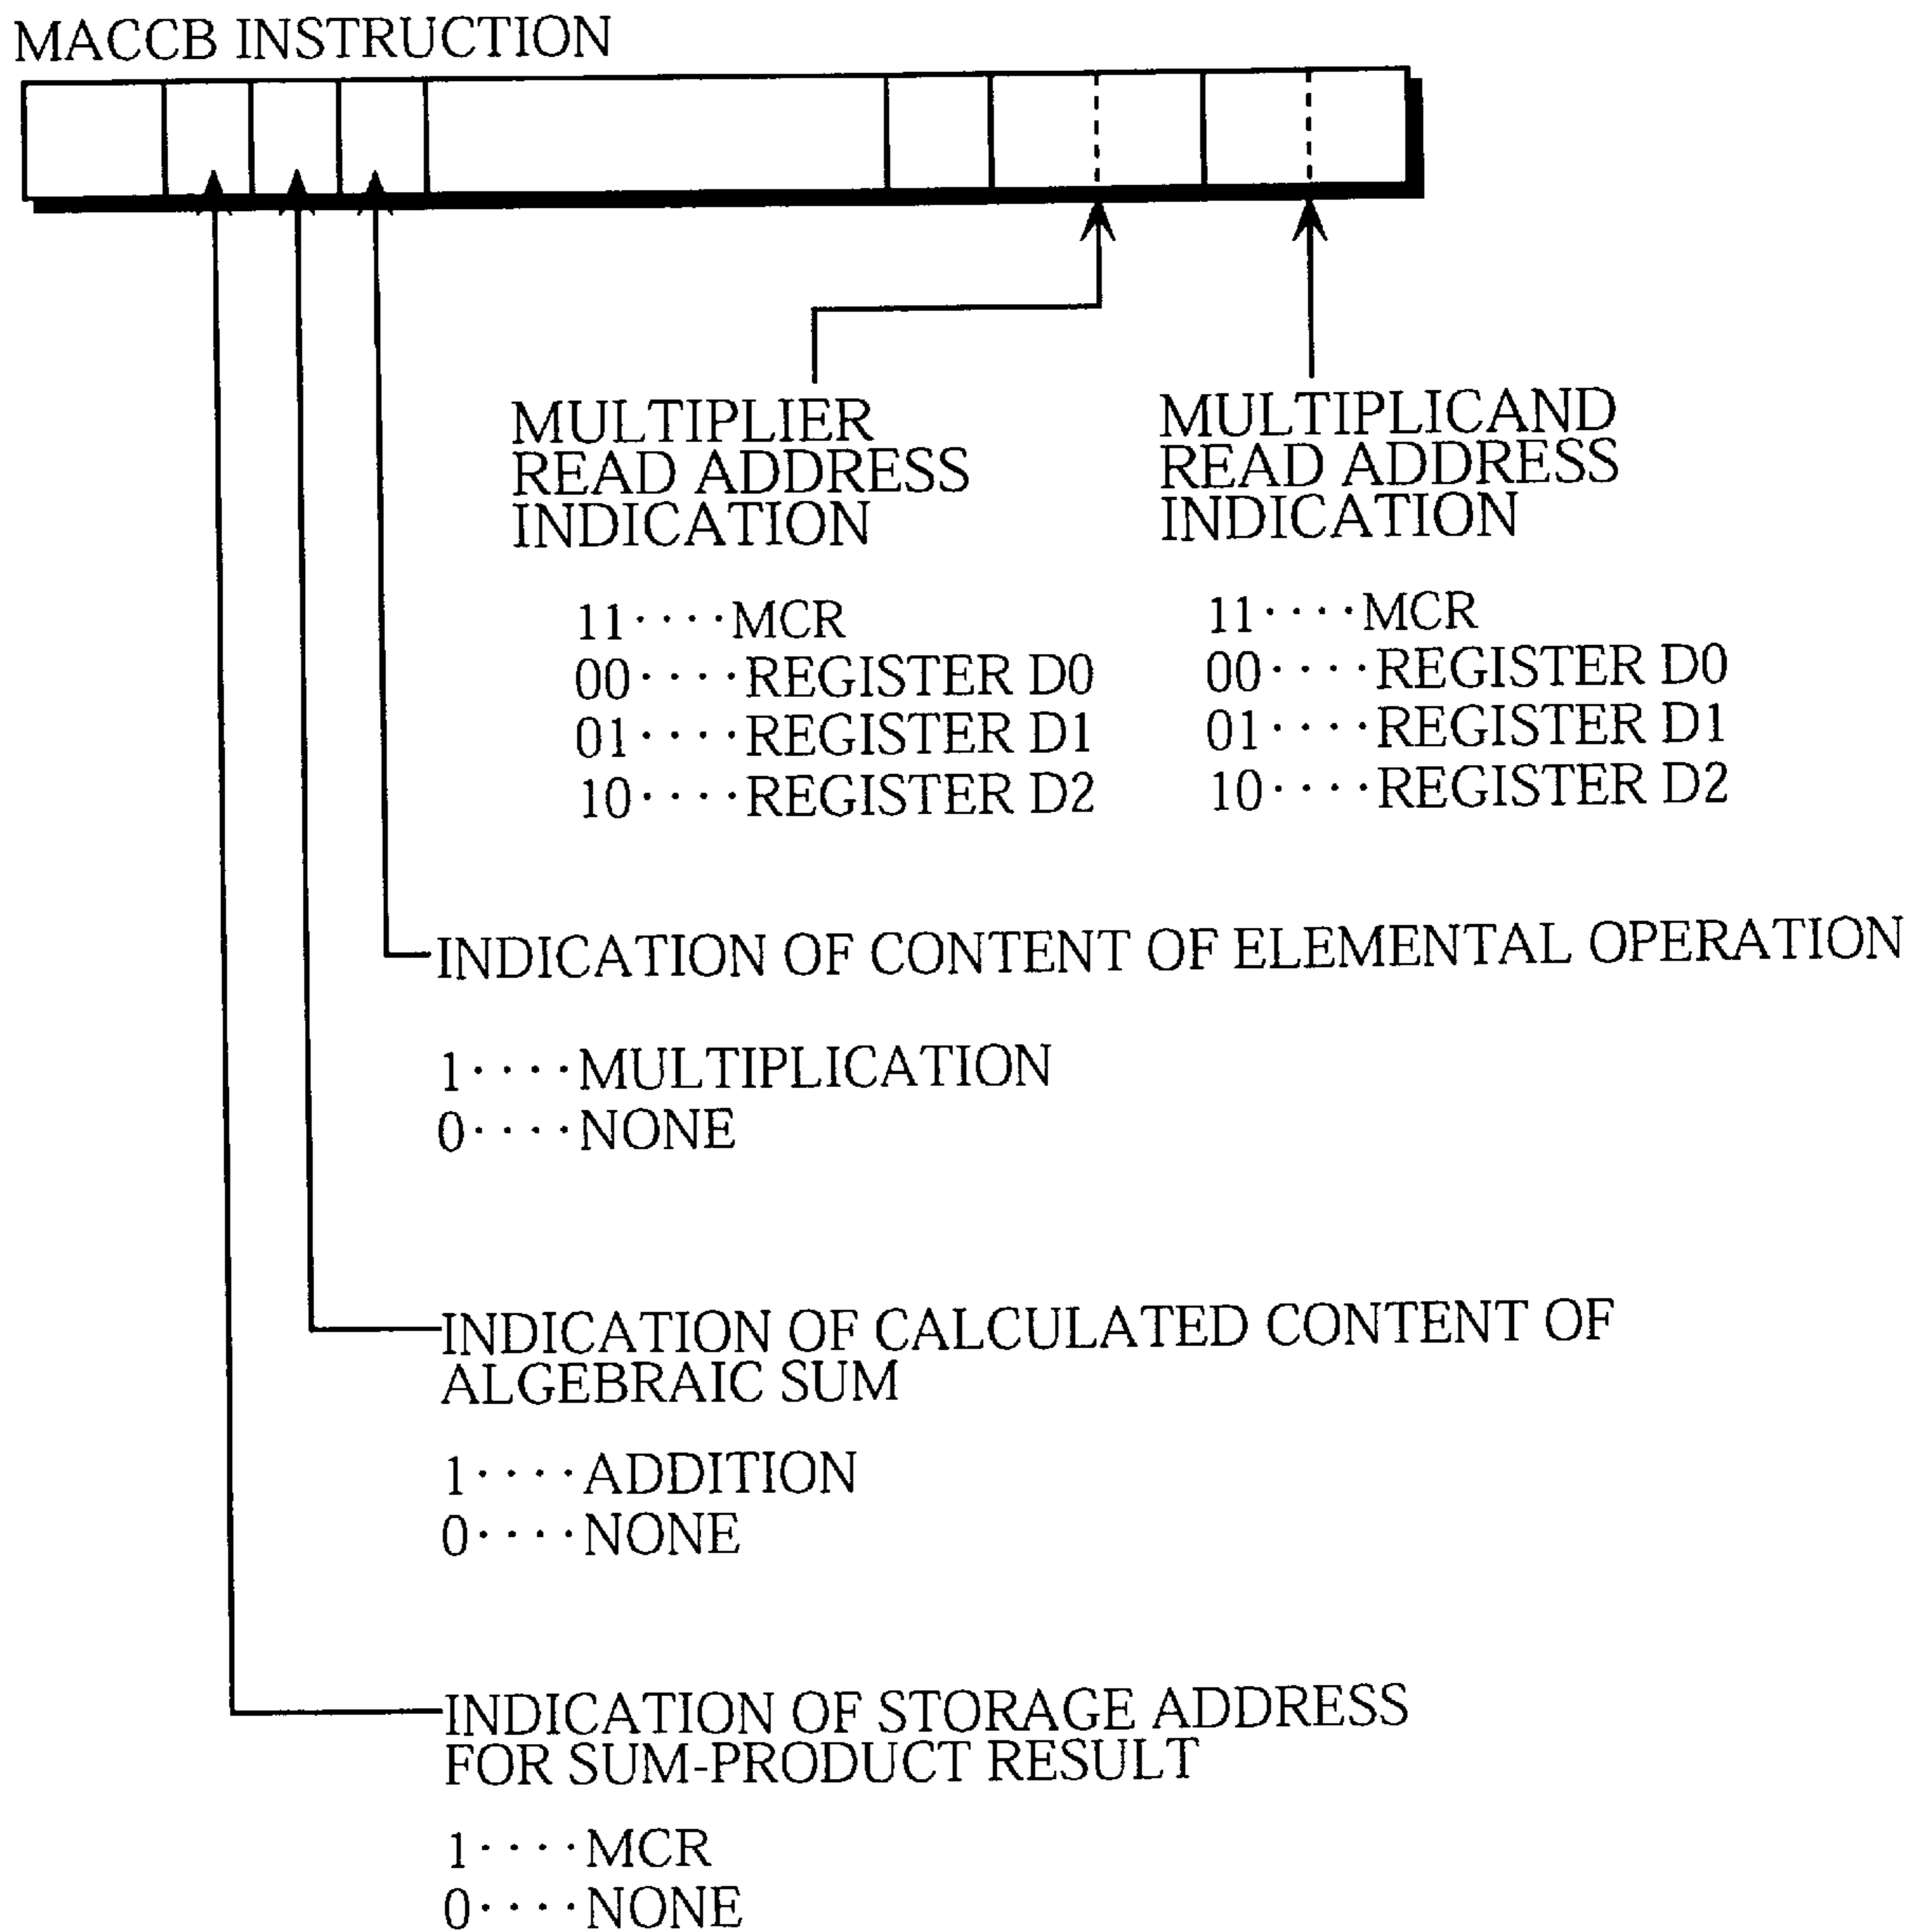 MACCB INSTRUCTION
MULTIPLIER
READ ADDRESS
INDICATION
11····MCR
00····REGISTER D0
01····REGISTER D1
10····REGISTER D2
MULTIPLICAND
READ ADDRESS
INDICATION
11····MCR
00····REGISTER D0
01····REGISTER D1
10····REGISTER D2
INDICATION OF CONTENT OF ELEMENTAL OPERATION
1····MULTIPLICATION
0····NONE
INDICATION OF CALCULATED CONTENT OF
ALGEBRAIC SUM
1····ADDITION
0····NONE
INDICATION OF STORAGE ADDRESS
FOR SUM-PRODUCT RESULT
1····MCR
0····NONE